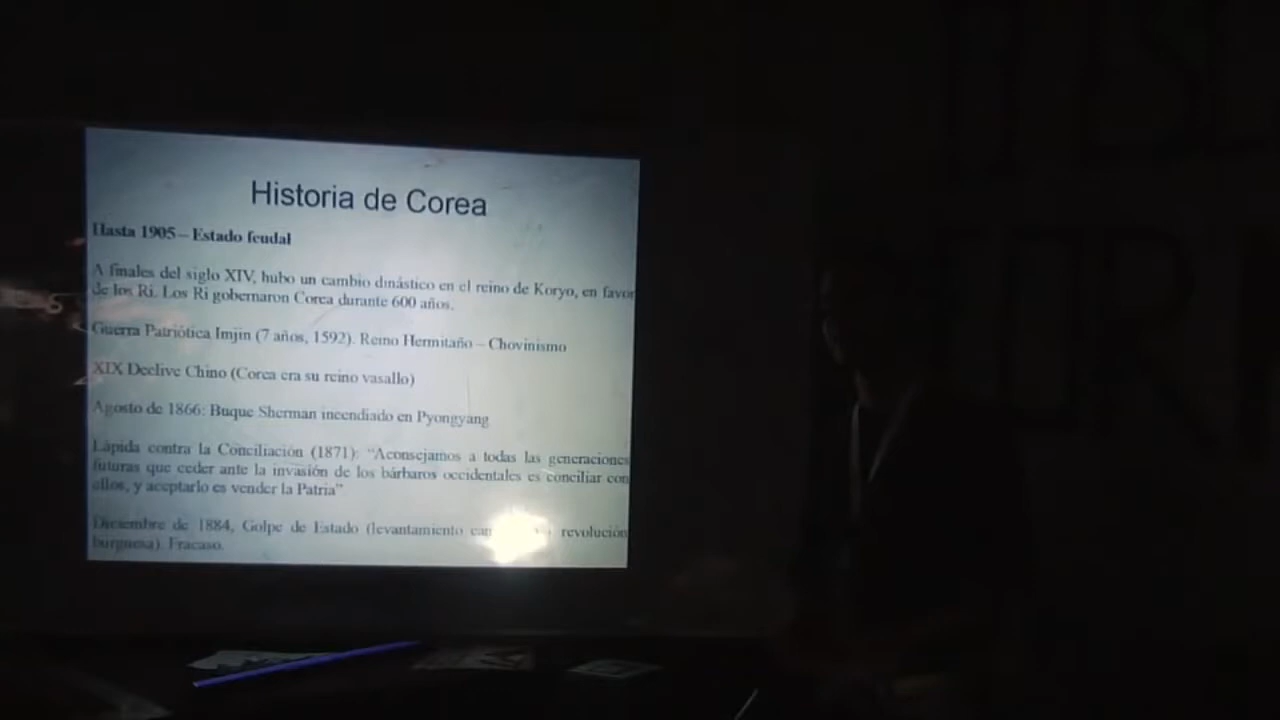 Historia de Corea
Hasta 1905 – Estado feudal
A finales del siglo XIV, hubo un cambio dinástico en el reino de Koryo, en favor
de los Ri. Los Ri gobernaron Corea durante 600 años.
Guerra Patriótica Imjin (7 años, 1592). Reino Hermitaño – Chovinismo
XIX Declive Chino (Corea era su reino vasallo)
Agosto de 1866: Buque Sherman incendiado en Pyongyang
Lápida contra la Conciliación (1871): “Aconsejamos a todas las generaciones
futuras que ceder ante la invasión de los bárbaros occidentales es conciliar con
ellos, y aceptarlo es vender la Patria”
Diciembre de 1884, Golpe de Estado (levantamiento revolución
burguesa). Fracaso.